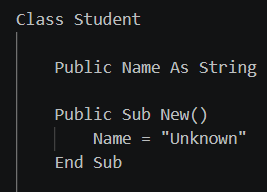 Class Student
Public Name As String
Public Sub New()
Name = "Unknown"
End Sub